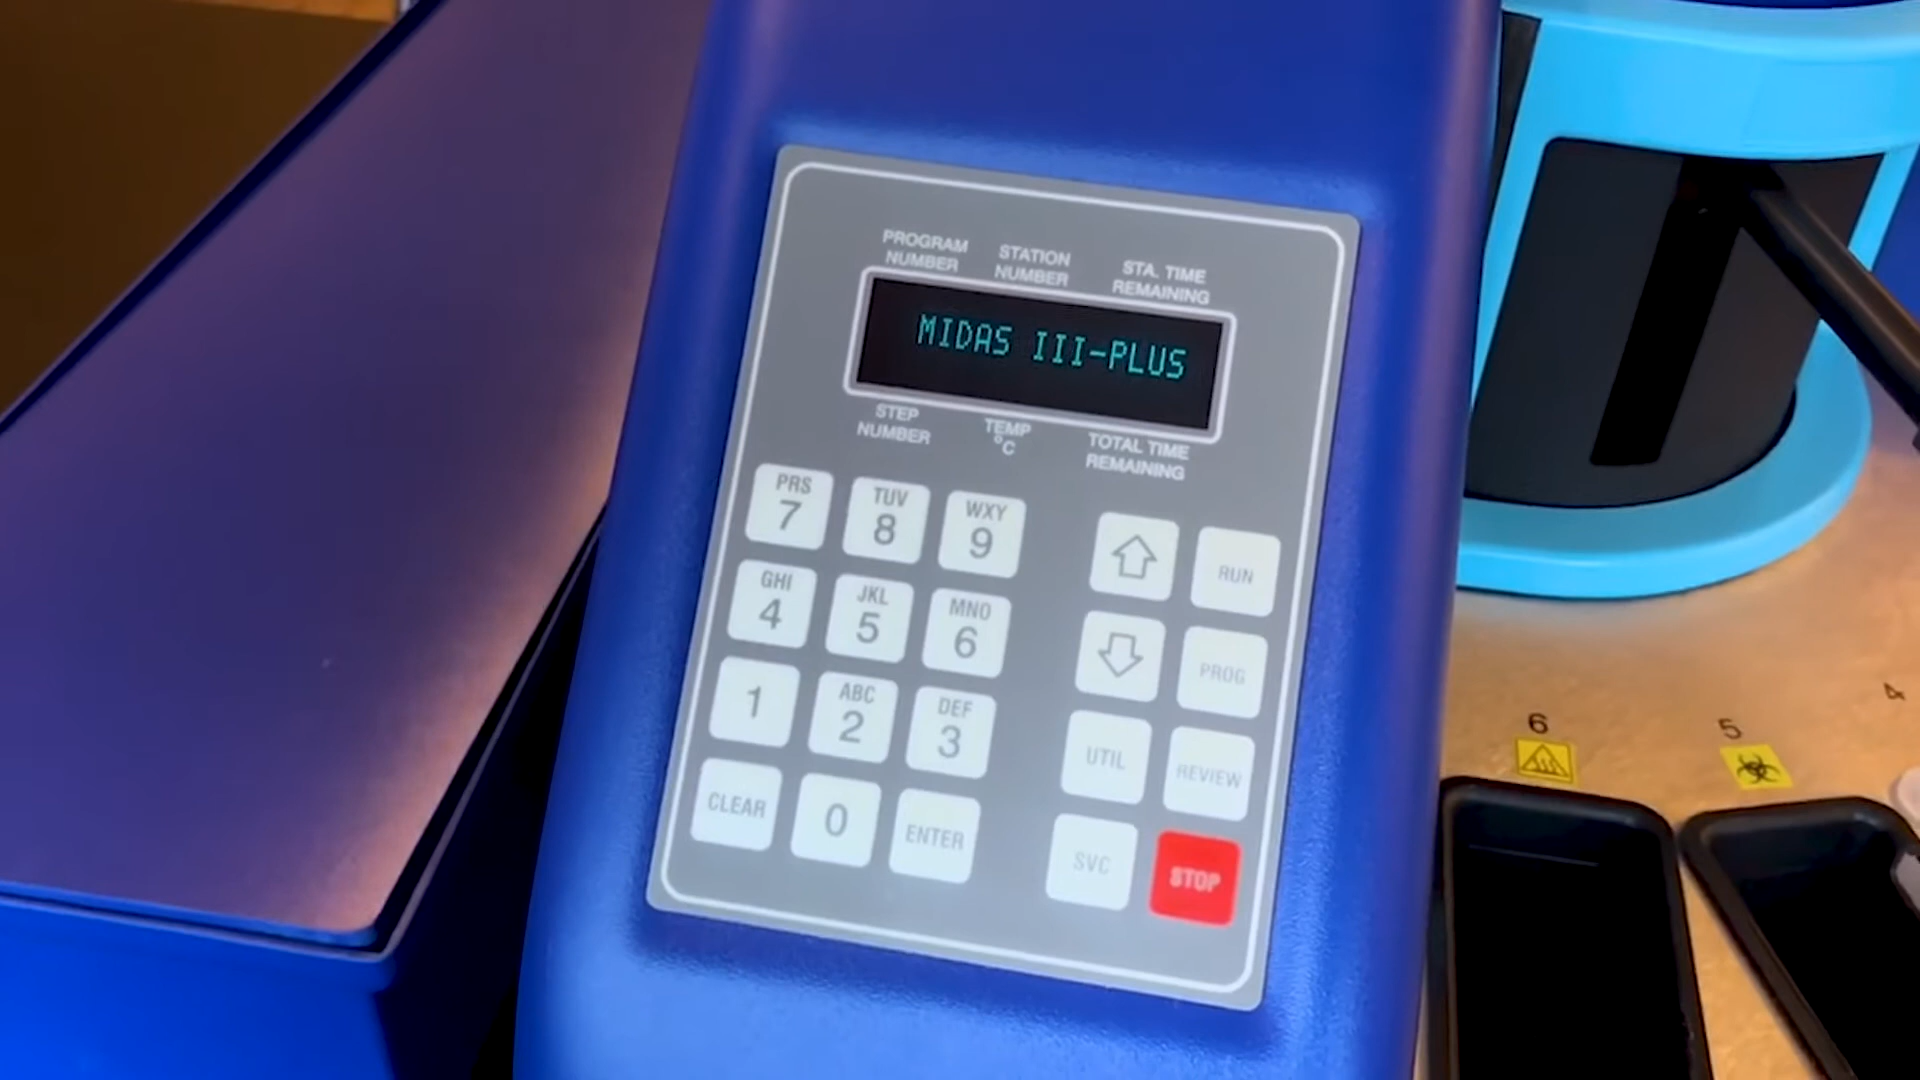 PROGRAM
NUMBER
STATION
NUMBER
STA. TIME
REMAINING
MIDAS III-PLUS
STEP
NUMBER
TEMP
°C
TOTAL TIME
REMAINING
PRS
7
TUV
8
WXY
9
RUN
GHI
4
JKL
5
MNO
6
PROG
1
ABC
2
DEF
3
UTIL
REVIEW
CLEAR
0
ENTER
SVC
STOP
6
5
4